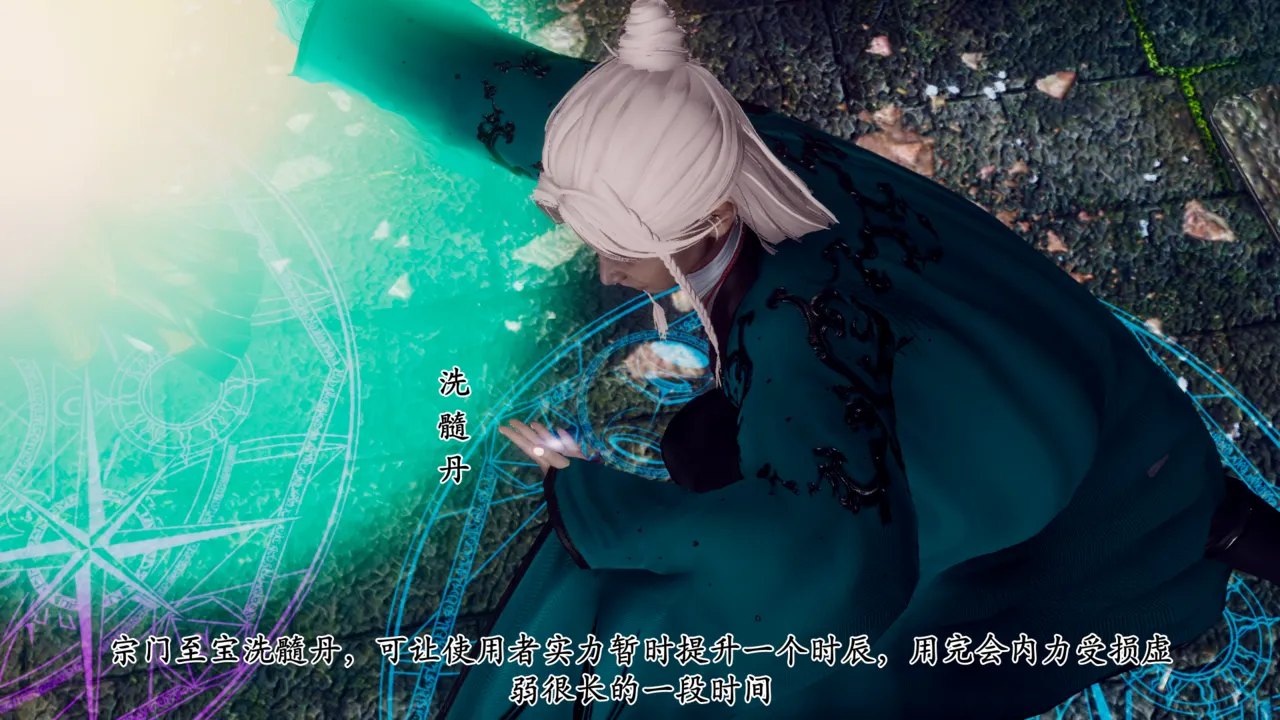 洗髓丹
宗门至宝洗髓丹，可让使用者实力暂时提升一个时辰，用完会内力受损虚
弱很长的一段时间